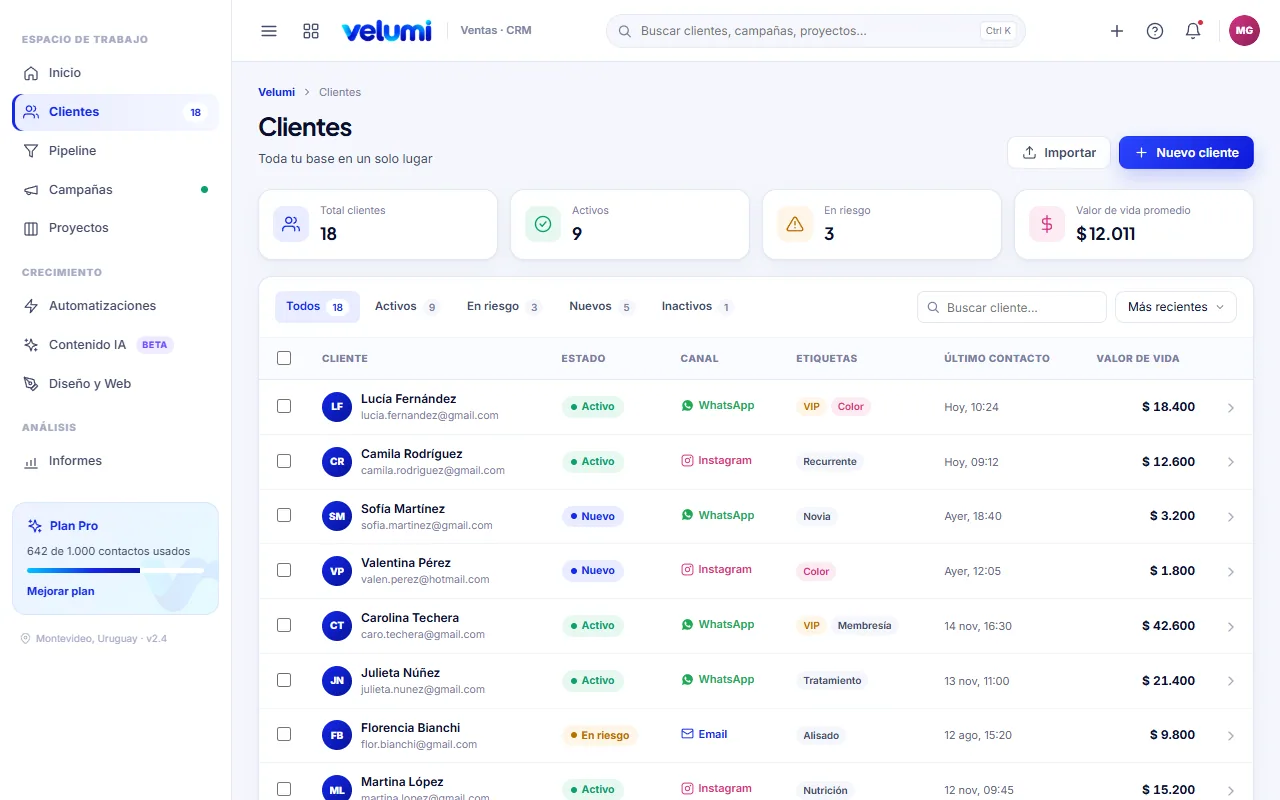 ESPACIO DE TRABAJO
Inicio
Clientes 18
Pipeline
Campañas
Proyectos
CRECIMIENTO
Automatizaciones
Contenido IA BETA
Diseño y Web
ANÁLISIS
Informes
Plan Pro
642 de 1.000 contactos usados
Mejorar plan
Montevideo, Uruguay · v2.4
velumi Ventas · CRM
Buscar clientes, campañas, proyectos... Ctrl K
MG
Velumi > Clientes
Clientes
Toda tu base en un solo lugar
Importar
+ Nuevo cliente
Total clientes
18
Activos
9
En riesgo
3
Valor de vida promedio
$ 12.011
Todos 18 Activos 9 En riesgo 3 Nuevos 5 Inactivos 1
Buscar cliente... Más recientes
CLIENTE ESTADO CANAL ETIQUETAS ÚLTIMO CONTACTO VALOR DE VIDA
LF Lucía Fernández Activo WhatsApp VIP Color Hoy, 10:24 $ 18.400
lucia.fernandez@gmail.com
CR Camila Rodríguez Activo Instagram Recurrente Hoy, 09:12 $ 12.600
camila.rodriguez@gmail.com
SM Sofía Martínez Nuevo WhatsApp Novia Ayer, 18:40 $ 3.200
sofia.martinez@gmail.com
VP Valentina Pérez Nuevo Instagram Color Ayer, 12:05 $ 1.800
valen.perez@hotmail.com
CT Carolina Techera Activo WhatsApp VIP Membresía 14 nov, 16:30 $ 42.600
caro.techera@gmail.com
JN Julieta Núñez Activo WhatsApp Tratamiento 13 nov, 11:00 $ 21.400
julieta.nunez@gmail.com
FB Florencia Bianchi En riesgo Email Alisado 12 ago, 15:20 $ 9.800
flor.bianchi@gmail.com
ML Martina López Activo Instagram Nutrición 12 nov, 09:45 $ 15.200
martina.lopez@gmail.com